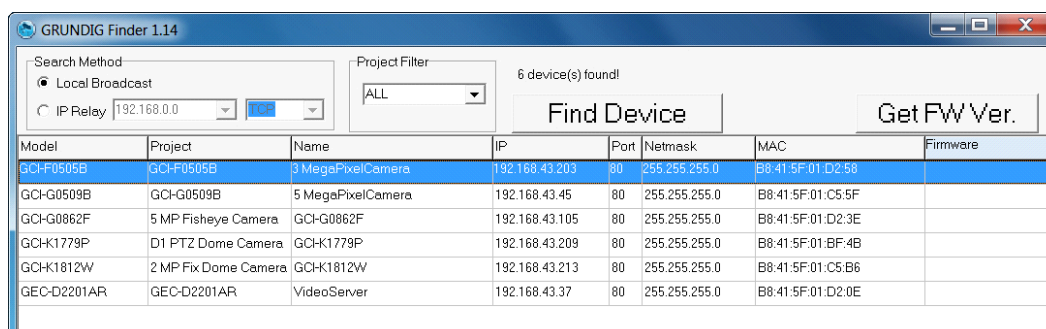 GRUNDIG Finder 1.14
Search Method
Local Broadcast
IP Relay 192.168.0.0 TCP
Project Filter
ALL
6 device(s) found!
Find Device
Get FW Ver.
Model Project Name IP Port Netmask MAC Firmware
GCI-F0505B GCI-F0505B 3 MegaPixelCamera 192.168.43.203 80 255.255.255.0 B8:41:5F:01:D2:58
GCI-G0509B GCI-G0509B 5 MegaPixelCamera 192.168.43.45 80 255.255.255.0 B8:41:5F:01:C5:5F
GCI-G0862F 5 MP Fisheye Camera GCI-G0862F 192.168.43.105 80 255.255.255.0 B8:41:5F:01:D2:3E
GCI-K1779P D1 PTZ Dome Camera GCI-K1779P 192.168.43.209 80 255.255.255.0 B8:41:5F:01:BF:4B
GCI-K1812W 2 MP Fix Dome Camera GCI-K1812W 192.168.43.213 80 255.255.255.0 B8:41:5F:01:C5:B6
GEC-D2201AR GEC-D2201AR VideoServer 192.168.43.37 80 255.255.255.0 B8:41:5F:01:D2:0E